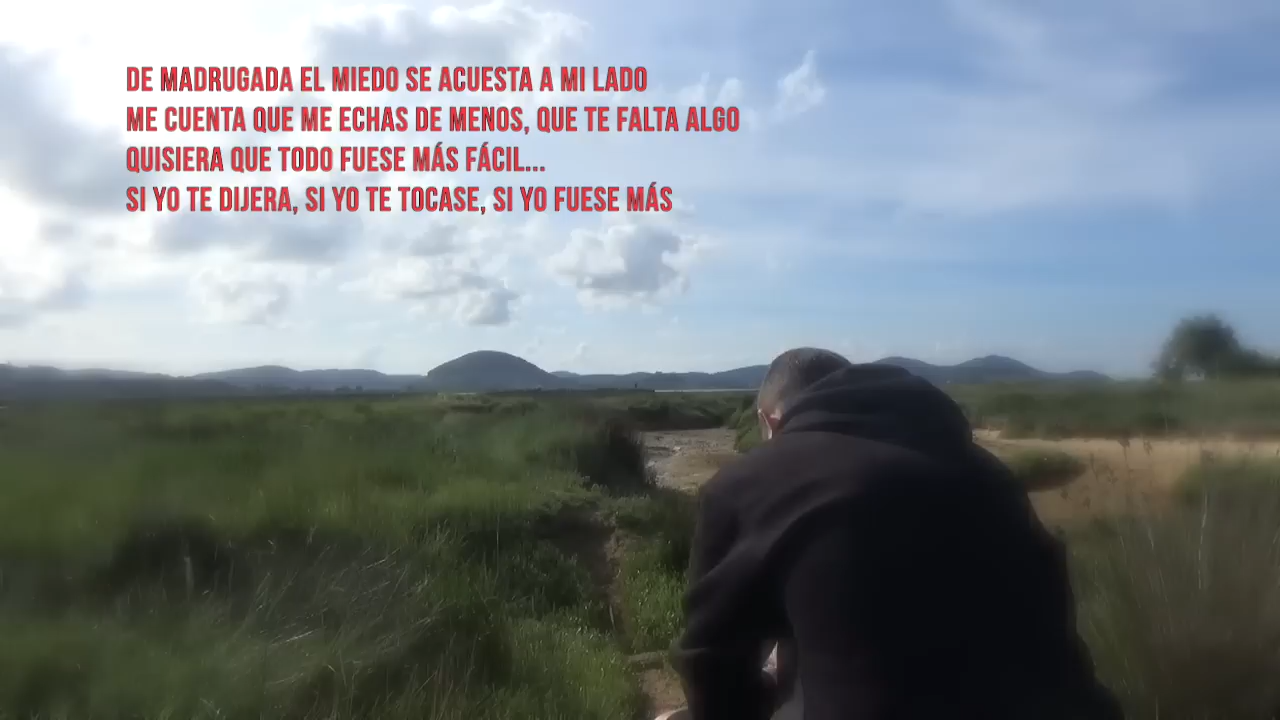 DE MADRUGADA EL MIEDO SE ACUESTA A MI LADO
ME CUENTA QUE ME ECHAS DE MENOS, QUE TE FALTA ALGO
QUISIERA QUE TODO FUESE MÁS FÁCIL...
SI YO TE DIJERA, SI YO TE TOCASE, SI YO FUESE MÁS